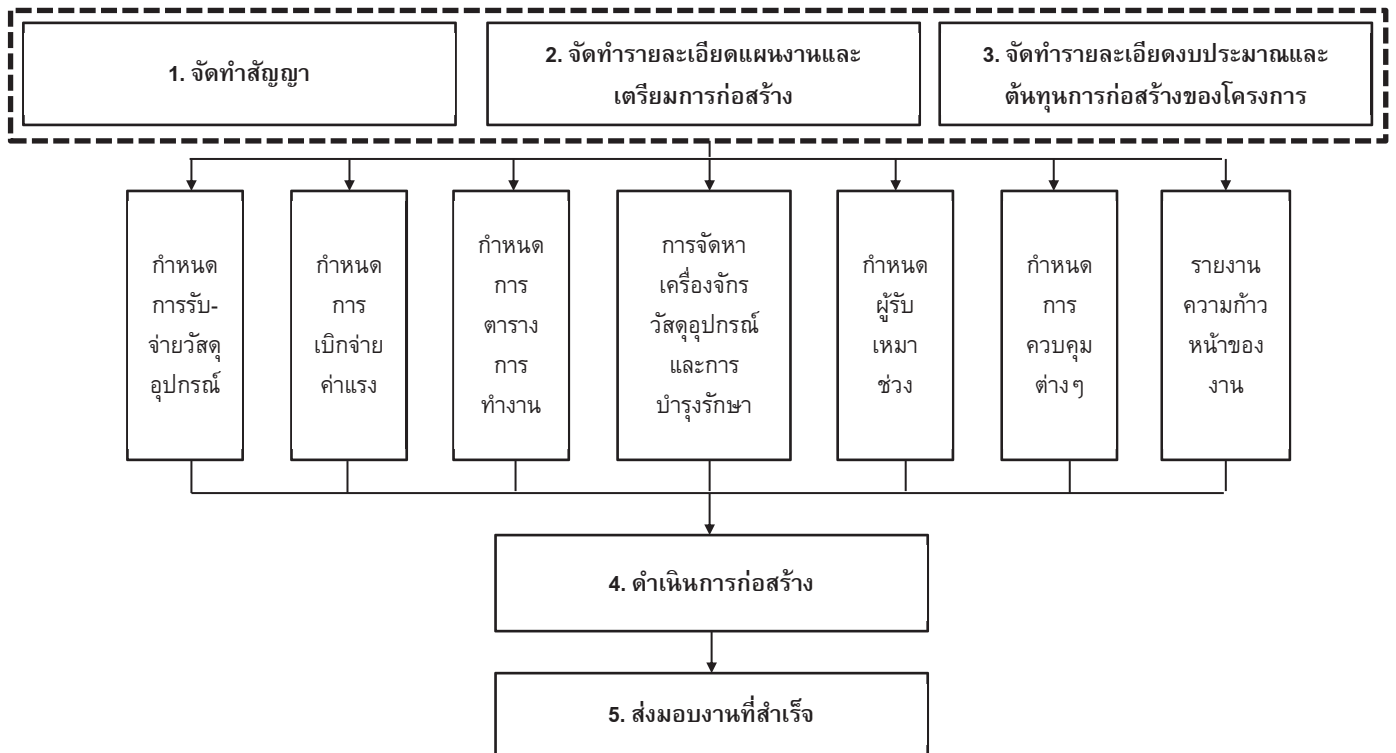 1. จัดทำสัญญา
2. จัดทำรายละเอียดแผนงานและ
เตรียมการก่อสร้าง
3. จัดทำรายละเอียดงบประมาณและ
ต้นทุนการก่อสร้างของโครงการ
กำหนด
การรับ-
จ่ายวัสดุ
อุปกรณ์
กำหนด
การ
เบิกจ่าย
ค่าแรง
กำหนด
การ
ตาราง
การ
ทำงาน
การจัดหา
เครื่องจักร
วัสดุอุปกรณ์
และการ
บำรุงรักษา
กำหนด
ผู้รับ
เหมา
ช่วง
กำหนด
การ
ควบคุม
ต่างๆ
รายงาน
ความก้าว
หน้าของ
งาน
4. ดำเนินการก่อสร้าง
5. ส่งมอบงานที่สำเร็จ